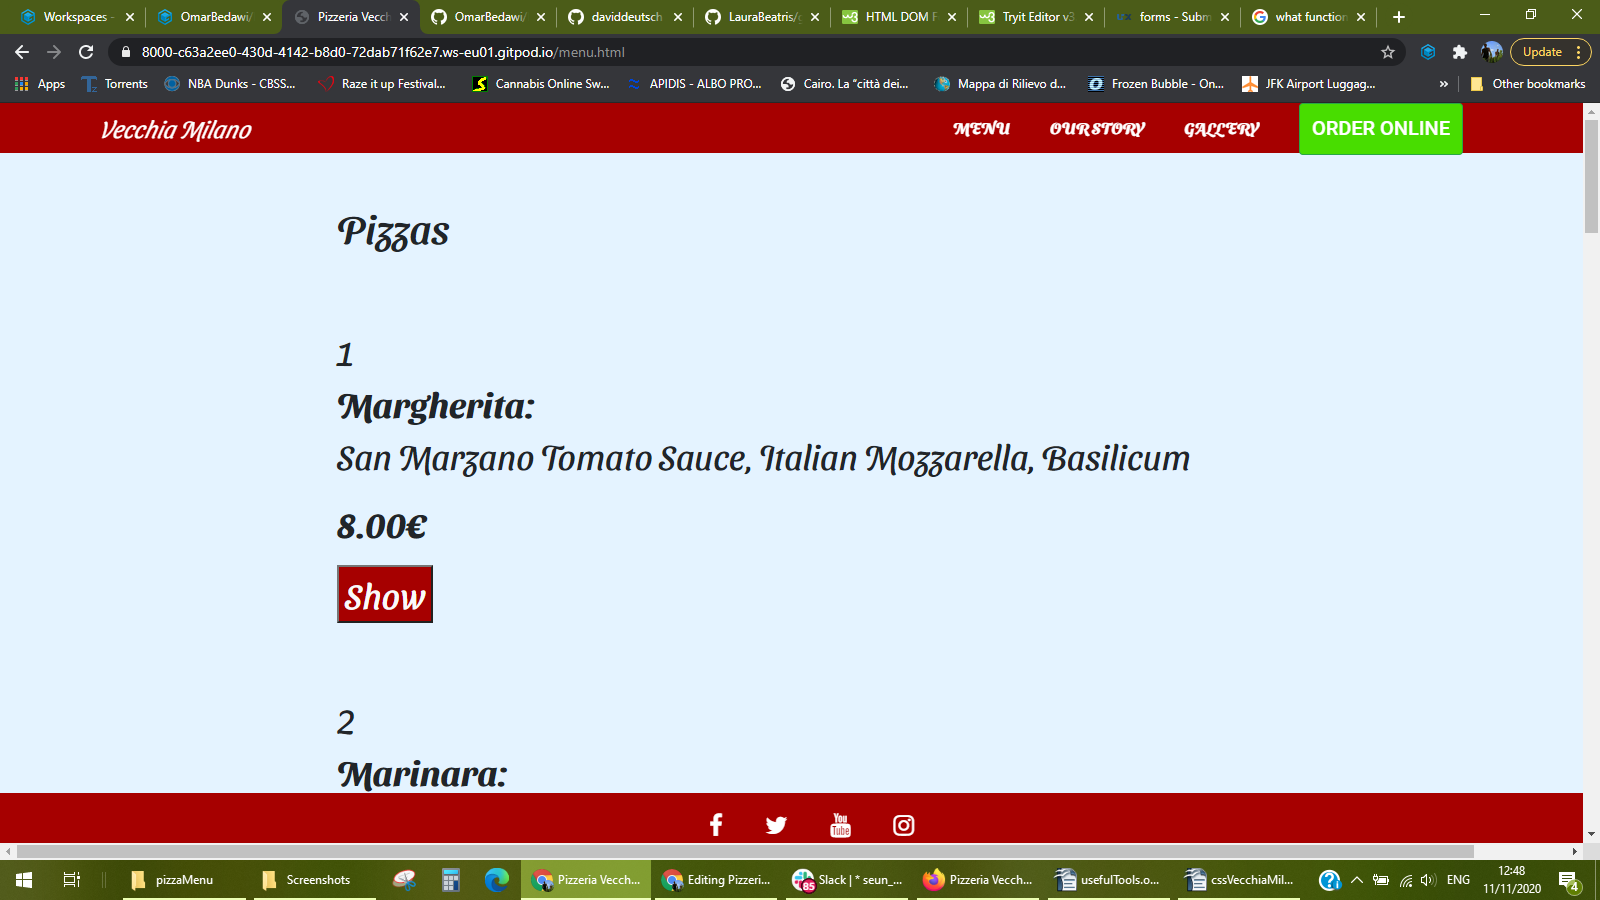 Workspaces -
OmarBedawi/
Pizzeria Vecch
OmarBedawi/
daviddeutsch
LauraBeatris/g
HTML DOM F
Tryit Editor v3
forms - Subm
what function
8000-c63a2ee0-430d-4142-b8d0-72dab71f62e7.ws-eu01.gitpod.io/menu.html
Update
Apps
Torrents
NBA Dunks - CBSS...
Raze it up Festival...
Cannabis Online Sw...
APIDIS - ALBO PRO...
Cairo. La "città dei...
Mappa di Rilievo d...
Frozen Bubble - On...
JFK Airport Luggag...
»
Other bookmarks
Vecchia Milano
MENU
OUR STORY
GALLERY
ORDER ONLINE
Pizzas
1
Margherita:
San Marzano Tomato Sauce, Italian Mozzarella, Basilicum
8.00€
Show
2
Marinara:
You
Tube
pizzaMenu
Screenshots
Pizzeria Vecch...
Editing Pizzeri...
85
Slack | * seun_...
Pizzeria Vecch...
usefulTools.o...
cssVecchiaMil...
ENG
12:48
11/11/2020
4